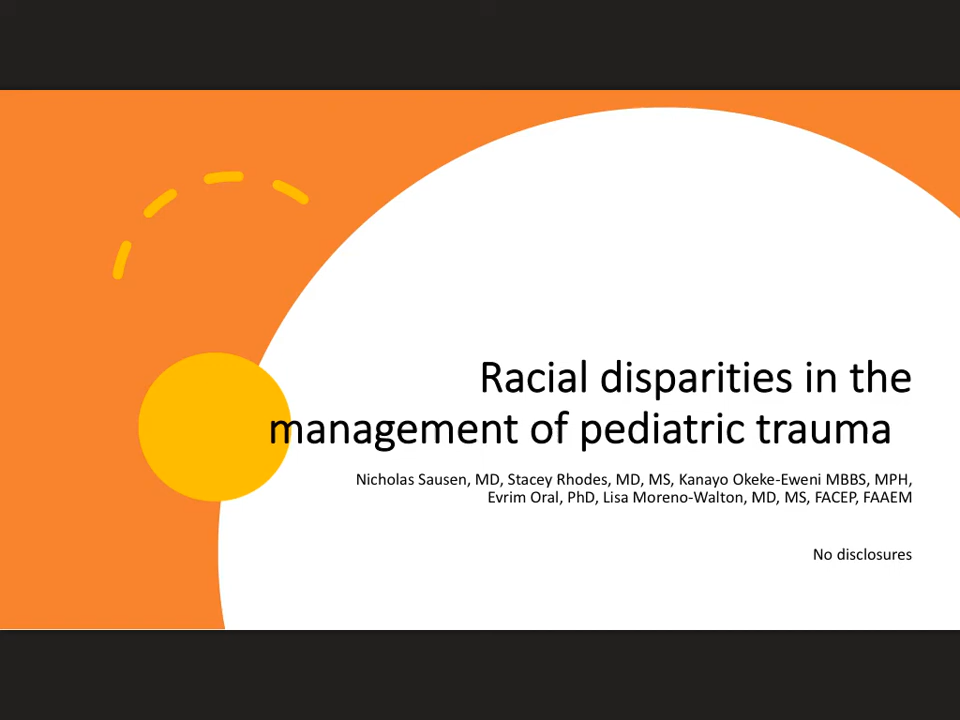 Racial disparities in the
management of pediatric trauma
Nicholas Sausen, MD, Stacey Rhodes, MD, MS, Kanayo Okeke-Eweni MBBS, MPH,
Evrim Oral, PhD, Lisa Moreno-Walton, MD, MS, FACEP, FAAEM
No disclosures